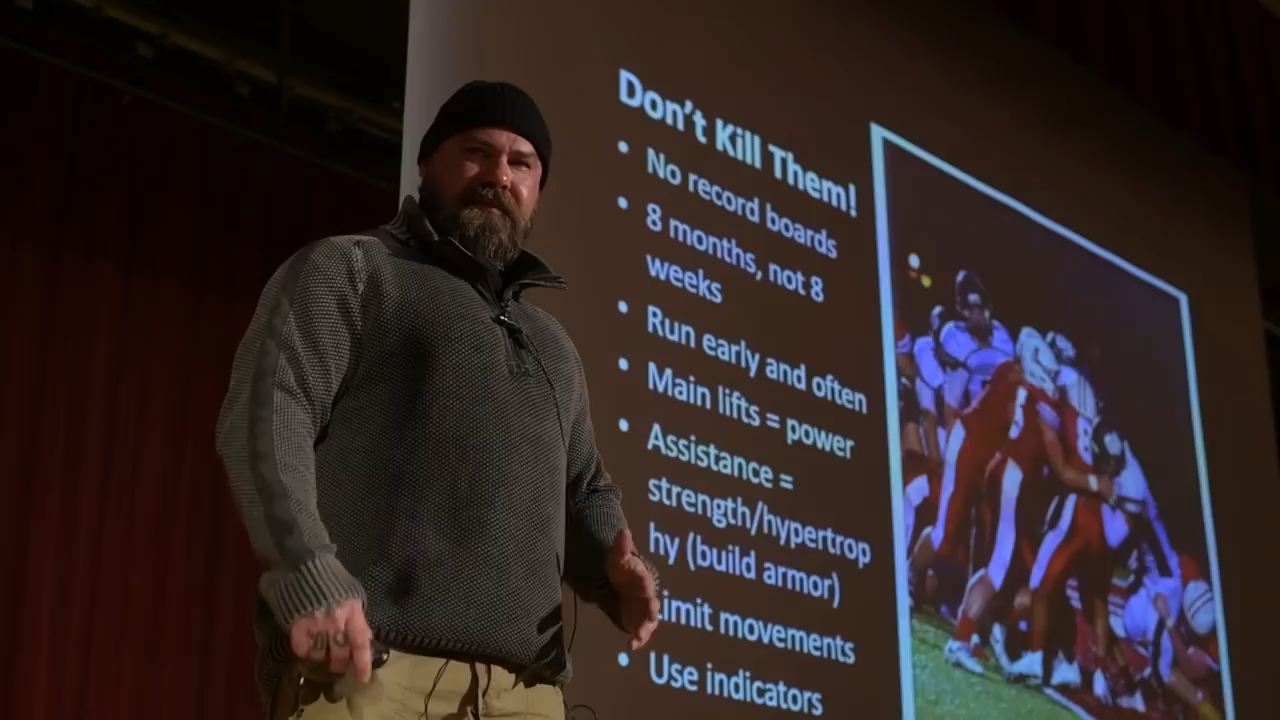 Don't Kill Them!
• No record boards
• 8 months, not 8
weeks
• Run early and often
• Main lifts = power
• Assistance =
strength/hypertrop
hy (build armor)
Limit movements
• Use indicators